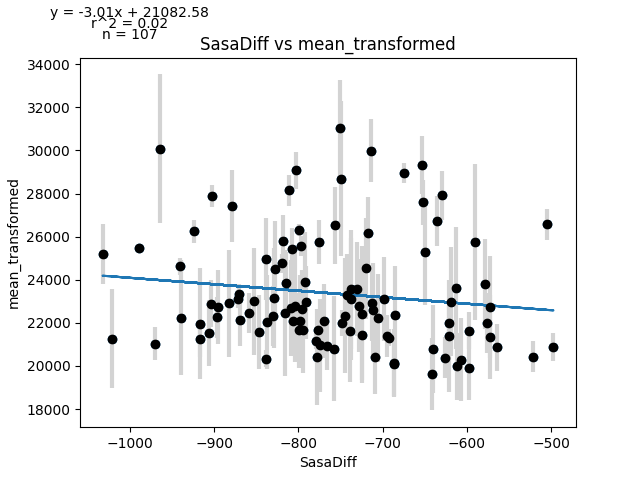 y = -3.01x + 21082.58
r^2 = 0.02
n = 107
SasaDiff vs mean_transformed
34000
32000
30000
28000
26000
24000
22000
20000
18000
mean_transformed
−1000
−900
−800
−700
−600
−500
SasaDiff